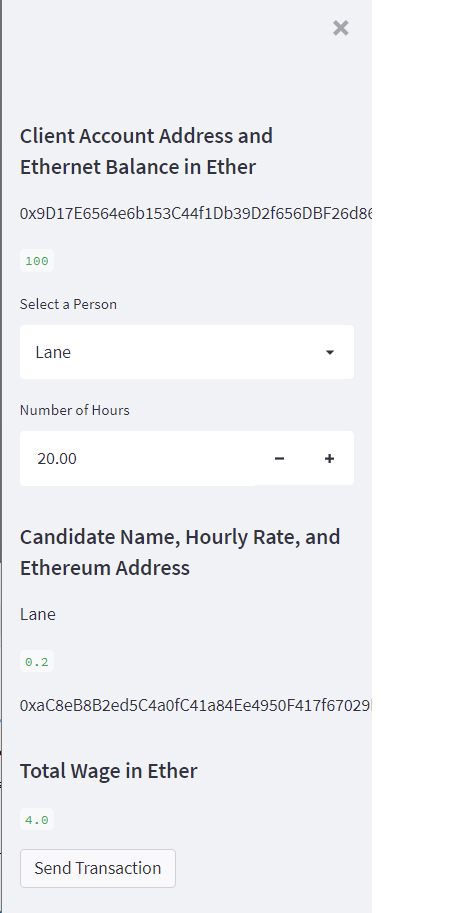 Client Account Address and
Ethernet Balance in Ether
0x9D17E6564e6b153C44f1Db39D2f656DBF26d86
100
Select a Person
Lane
Number of Hours
20.00
− +
Candidate Name, Hourly Rate, and
Ethereum Address
Lane
0.2
0xaC8eB8B2ed5C4a0fC41a84Ee4950F417f67029
Total Wage in Ether
4.0
Send Transaction